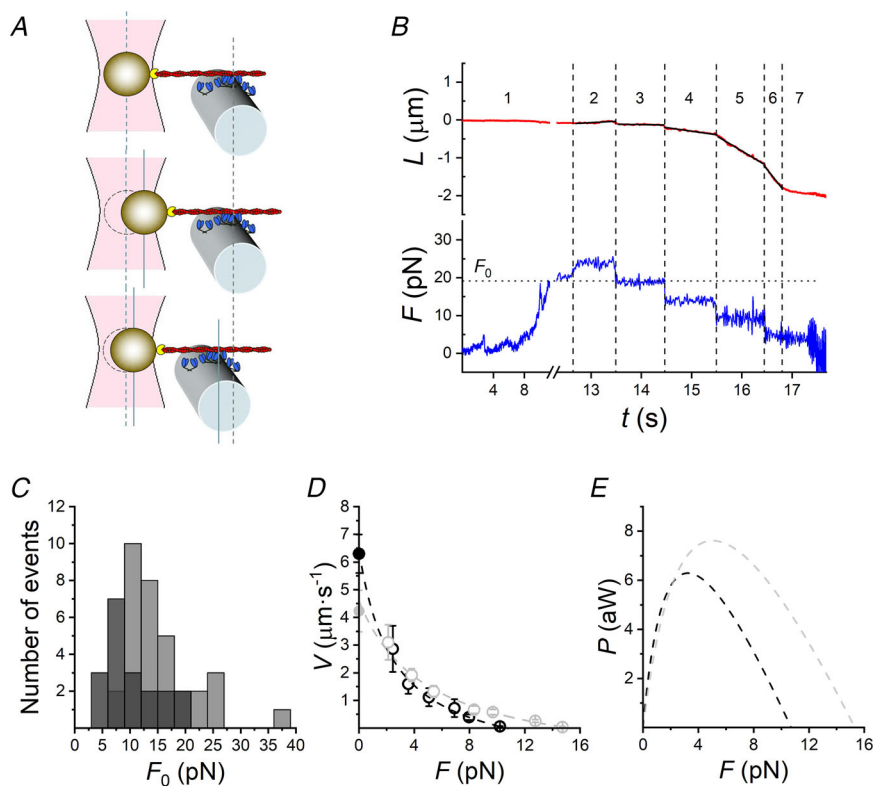 A
B
1 2 3 4 5 6 7
L (μm)
1
0
-1
-2
F (pN)
30
20
10
0
F₀
4 8 13 14 15 16 17
t (s)
C
Number of events
12
10
8
6
4
2
0 5 10 15 20 25 30 35 40
F₀ (pN)
D
V (μm·s⁻¹)
8
7
6
5
4
3
2
1
0 4 8 12 16
F (pN)
E
P (aW)
8
4
0 4 8 12 16
F (pN)